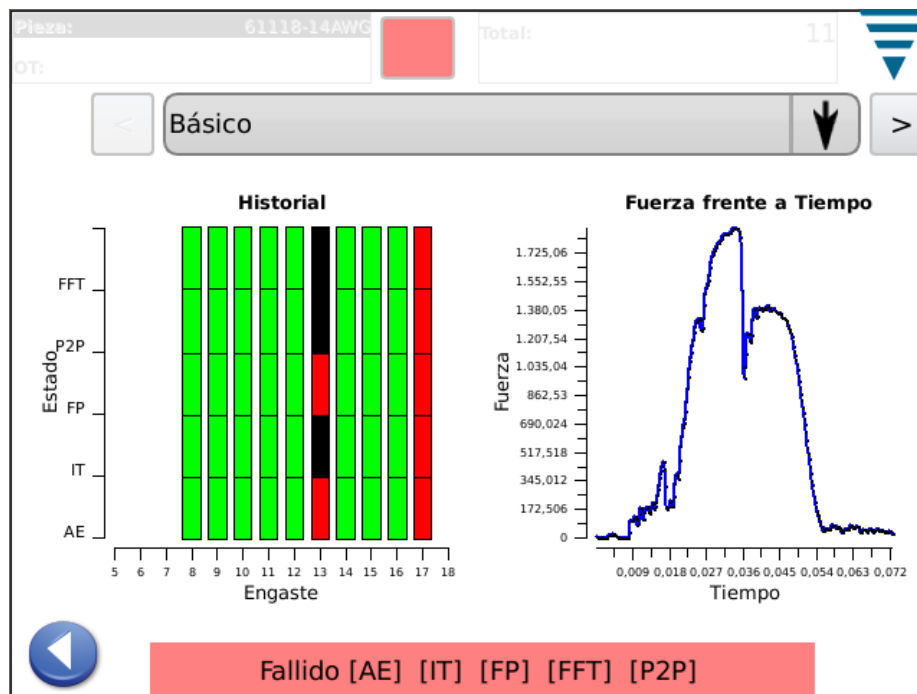 Pieza: 61118-14AWG
OT:
Total: 11
<
Básico
>
Historial
Estado
FFT
P2P
FP
IT
AE
5 6 7 8 9 10 11 12 13 14 15 16 17 18
Engaste
Fuerza frente a Tiempo
Fuerza
1.725,06
1.552,55
1.380,05
1.207,54
1.035,04
862,53
690,024
517,518
345,012
172,506
0
0,009 0,018 0,027 0,036 0,045 0,054 0,063 0,072
Tiempo
Fallido [AE] [IT] [FP] [FFT] [P2P]